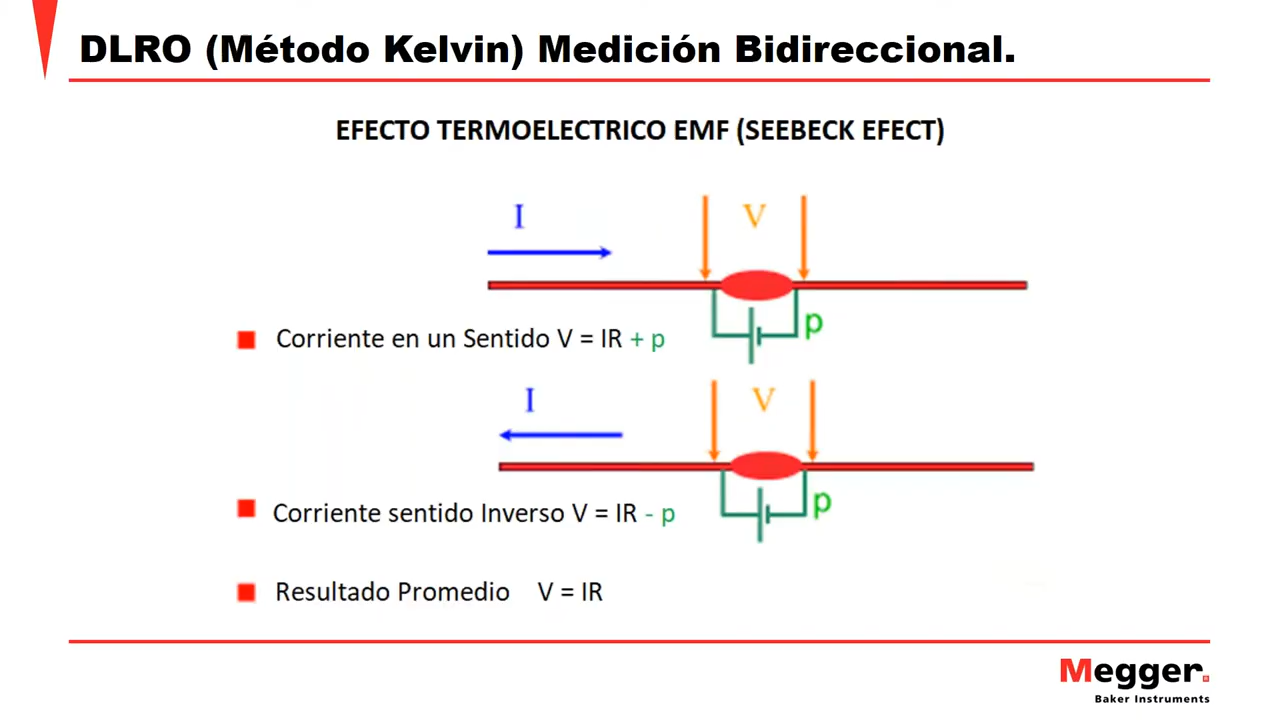 DLRO (Método Kelvin) Medición Bidireccional.
EFECTO TERMOELECTRICO EMF (SEEBECK EFECT)
I
V
p
Corriente en un Sentido V = IR + p
I
V
p
Corriente sentido Inverso V = IR - p
Resultado Promedio V = IR
Megger.
Baker Instruments